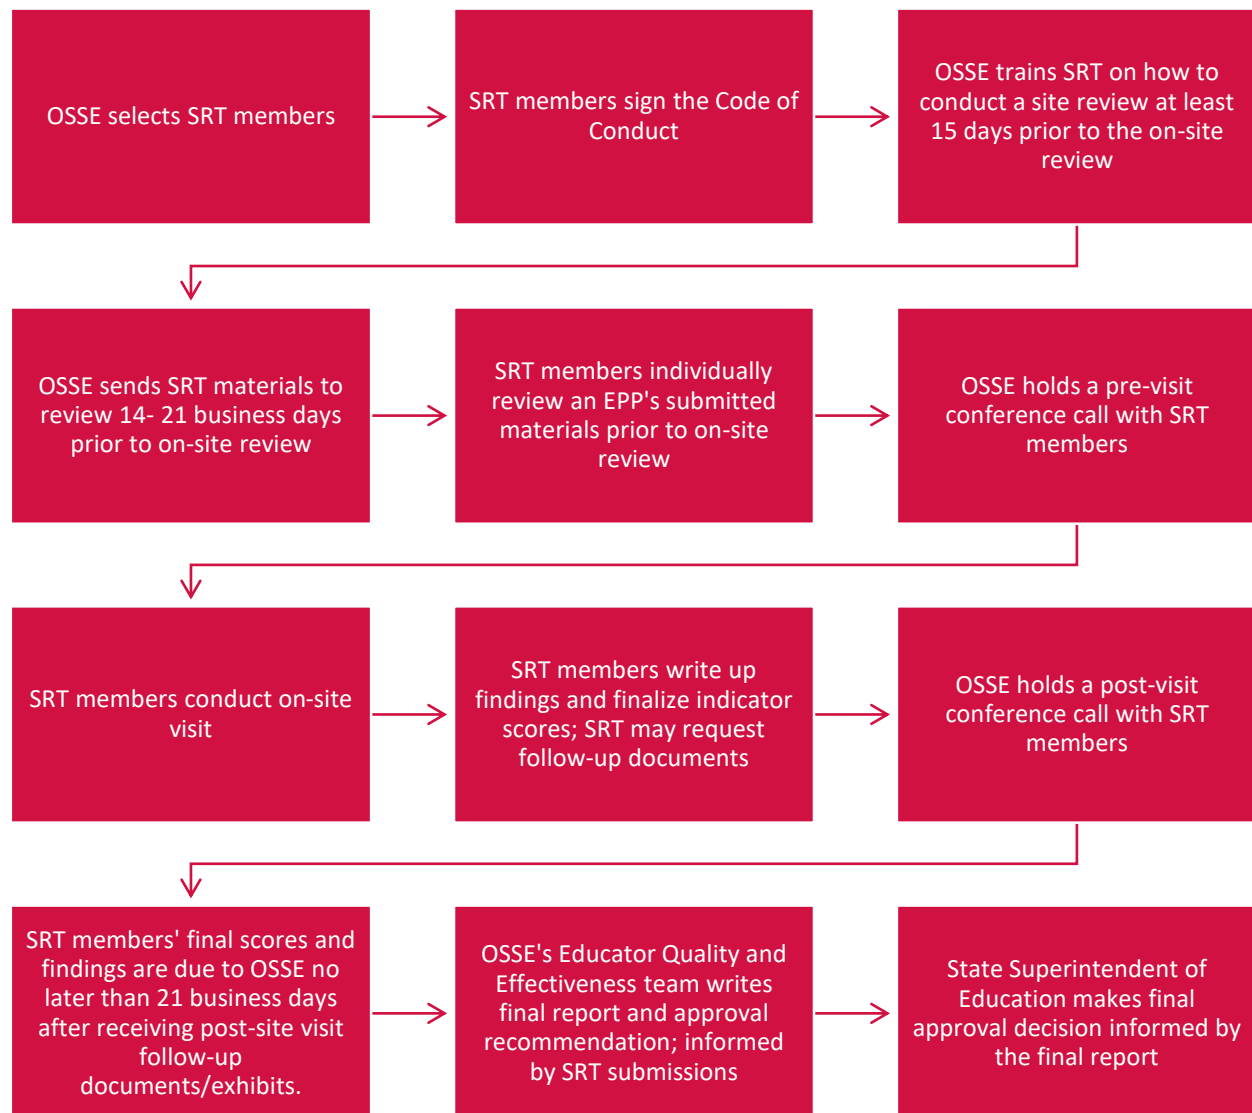 OSSE selects SRT members
SRT members sign the Code of
Conduct
OSSE trains SRT on how to
conduct a site review at least
15 days prior to the on-site
review
OSSE sends SRT materials to
review 14- 21 business days
prior to on-site review
SRT members individually
review an EPP's submitted
materials prior to on-site
review
OSSE holds a pre-visit
conference call with SRT
members
SRT members conduct on-site
visit
SRT members write up
findings and finalize indicator
scores; SRT may request
follow-up documents
OSSE holds a post-visit
conference call with SRT
members
SRT members' final scores and
findings are due to OSSE no
later than 21 business days
after receiving post-site visit
follow-up
documents/exhibits.
OSSE's Educator Quality and
Effectiveness team writes
final report and approval
recommendation; informed
by SRT submissions
State Superintendent of
Education makes final
approval decision informed by
the final report